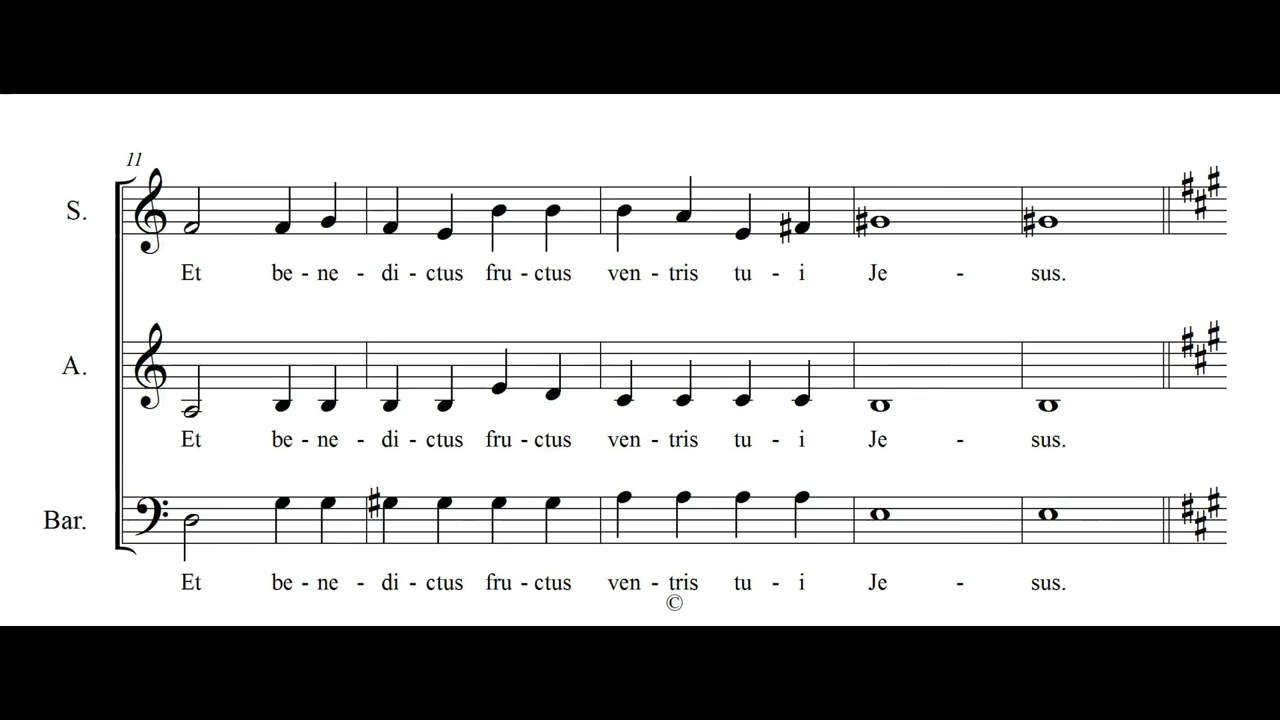 11
S.
Et be - ne - di - ctus fru - ctus ven - tris tu - i Je - sus.
A.
Et be - ne - di - ctus fru - ctus ven - tris tu - i Je - sus.
Bar.
Et be - ne - di - ctus fru - ctus ven - tris tu - i Je - sus.
©